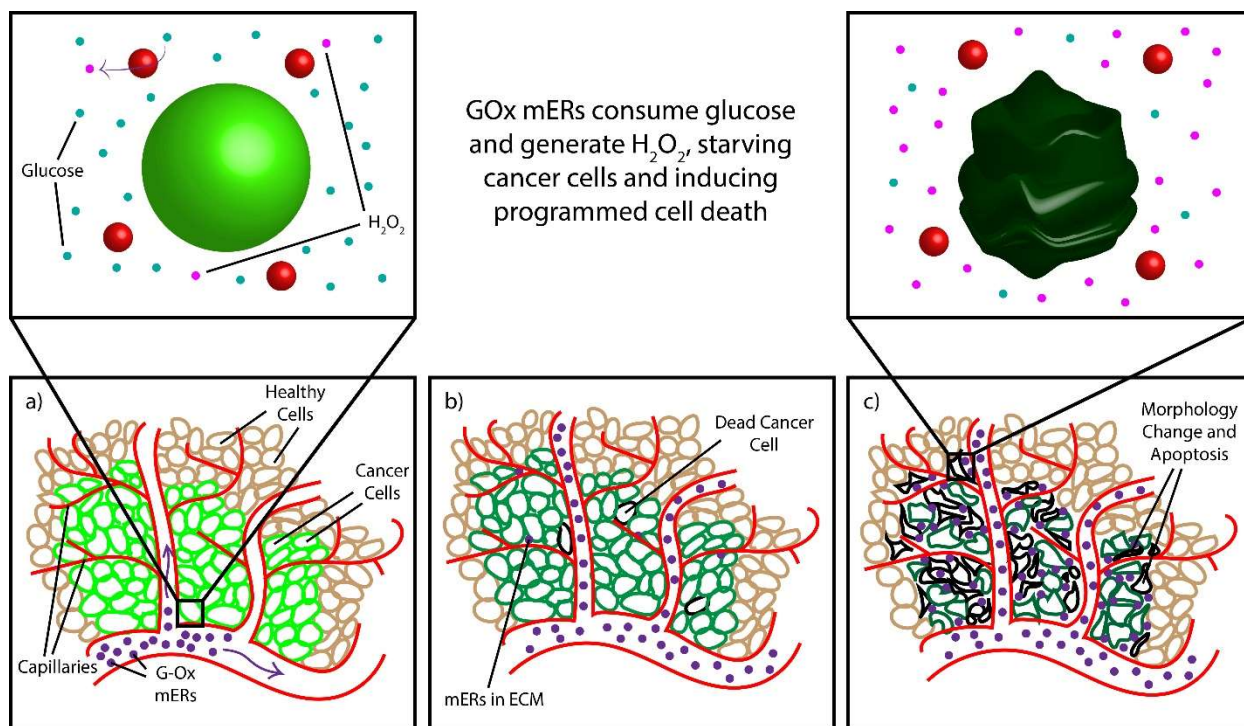 Glucose
H₂O₂
GOx mERs consume glucose
and generate H₂O₂, starving
cancer cells and inducing
programmed cell death
a)
Healthy
Cells
Cancer
Cells
Capillaries
G-Ox
mERs
b)
Dead Cancer
Cell
mERs in ECM
c)
Morphology
Change and
Apoptosis